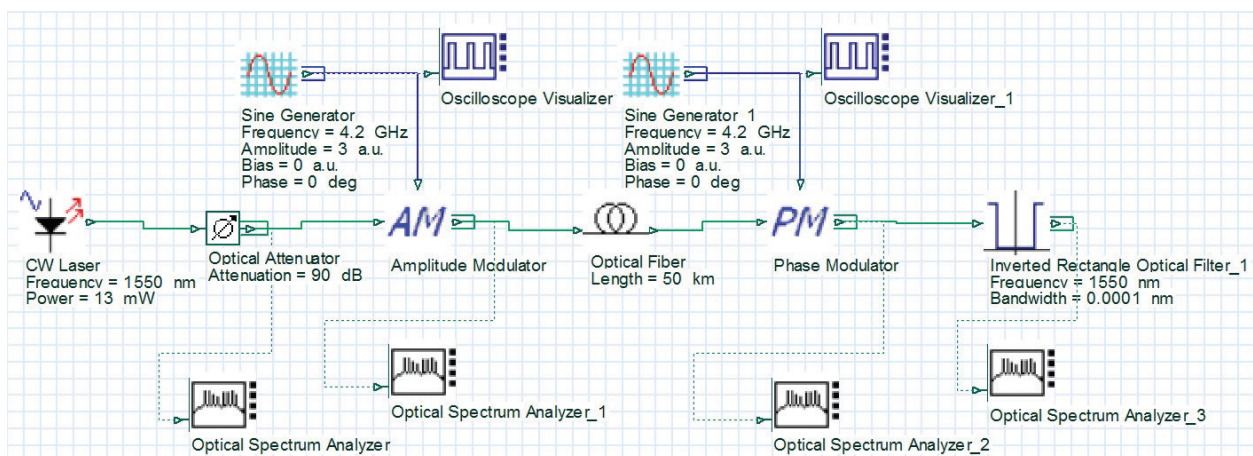 Oscilloscope Visualizer
Oscilloscope Visualizer_1
Sine Generator
Frequency = 4.2 GHz
Amplitude = 3 a.u.
Bias = 0 a.u.
Phase = 0 deg
Sine Generator_1
Frequency = 4.2 GHz
Amplitude = 3 a.u.
Bias = 0 a.u.
Phase = 0 deg
CW Laser
Frequency = 1550 nm
Power = 13 mW
Optical Attenuator
Attenuation = 90 dB
AM
Amplitude Modulator
Optical Fiber
Length = 50 km
PM
Phase Modulator
Inverted Rectangle Optical Filter_1
Frequency = 1550 nm
Bandwidth = 0.0001 nm
Optical Spectrum Analyzer
Optical Spectrum Analyzer_1
Optical Spectrum Analyzer_2
Optical Spectrum Analyzer_3